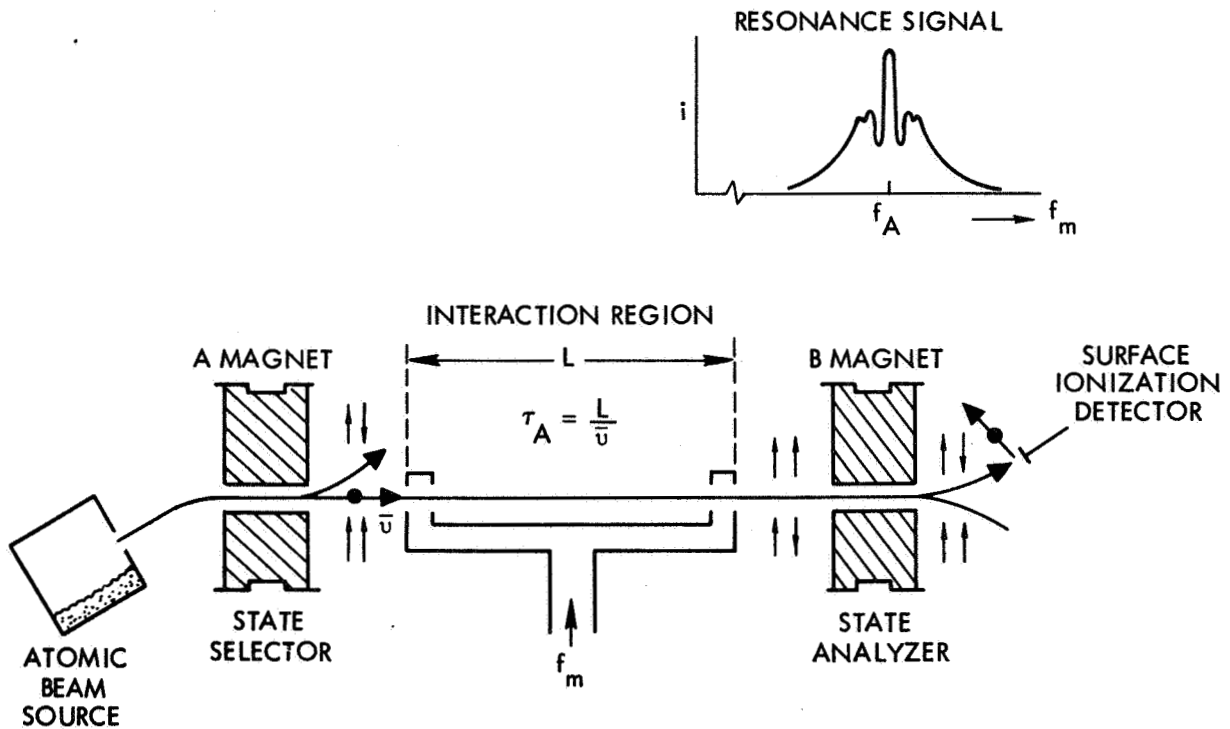 RESONANCE SIGNAL
i
f_A
f_m
INTERACTION REGION
L
A MAGNET
B MAGNET
SURFACE
IONIZATION
DETECTOR
τ_A = L/ῡ
ῡ
STATE
SELECTOR
STATE
ANALYZER
f_m
ATOMIC
BEAM
SOURCE